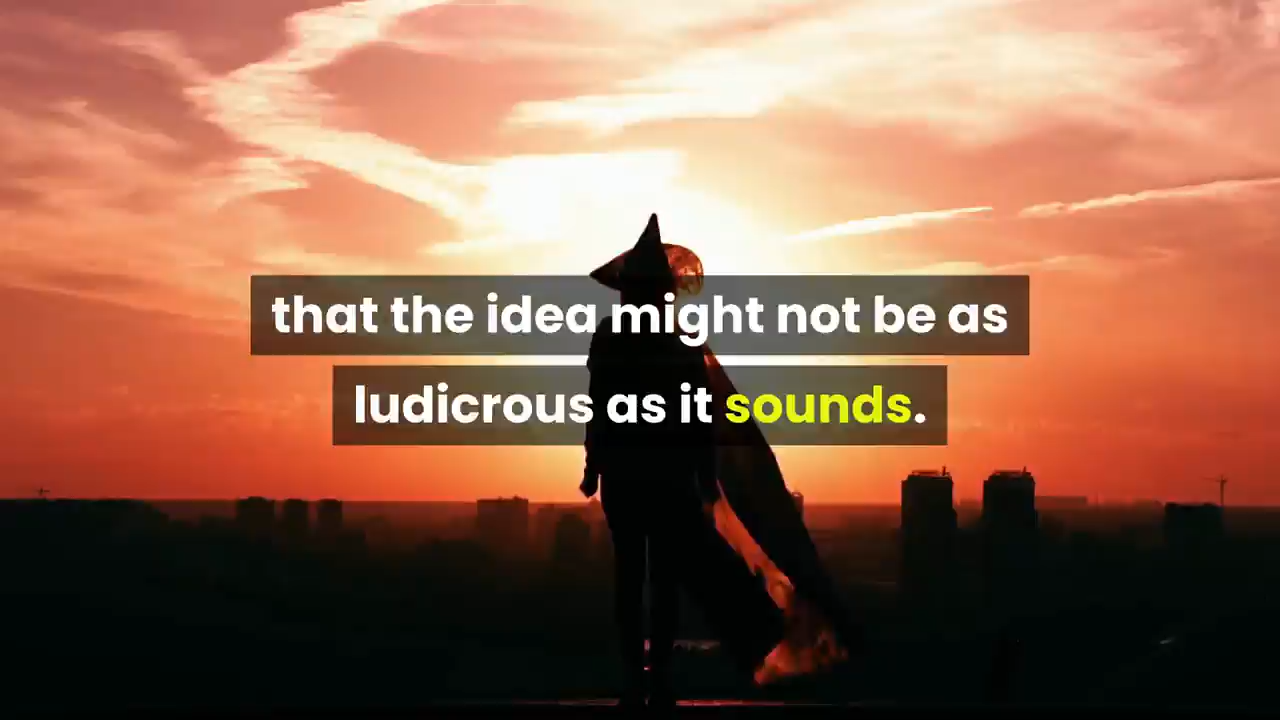 that the idea might not be as
ludicrous as it sounds.